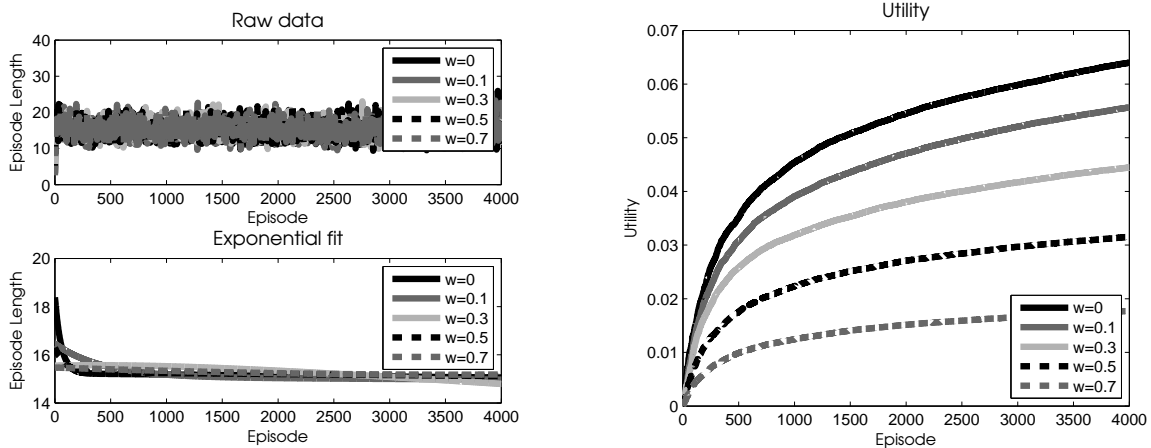 Raw data
Episode Length
40
30
20
10
0
w=0
w=0.1
w=0.3
w=0.5
w=0.7
0 500 1000 1500 2000 2500 3000 3500 4000
Episode
Exponential fit
Episode Length
20
18
16
14
w=0
w=0.1
w=0.3
w=0.5
w=0.7
0 500 1000 1500 2000 2500 3000 3500 4000
Episode
Utility
Utility
0.07
0.06
0.05
0.04
0.03
0.02
0.01
0
w=0
w=0.1
w=0.3
w=0.5
w=0.7
0 500 1000 1500 2000 2500 3000 3500 4000
Episode